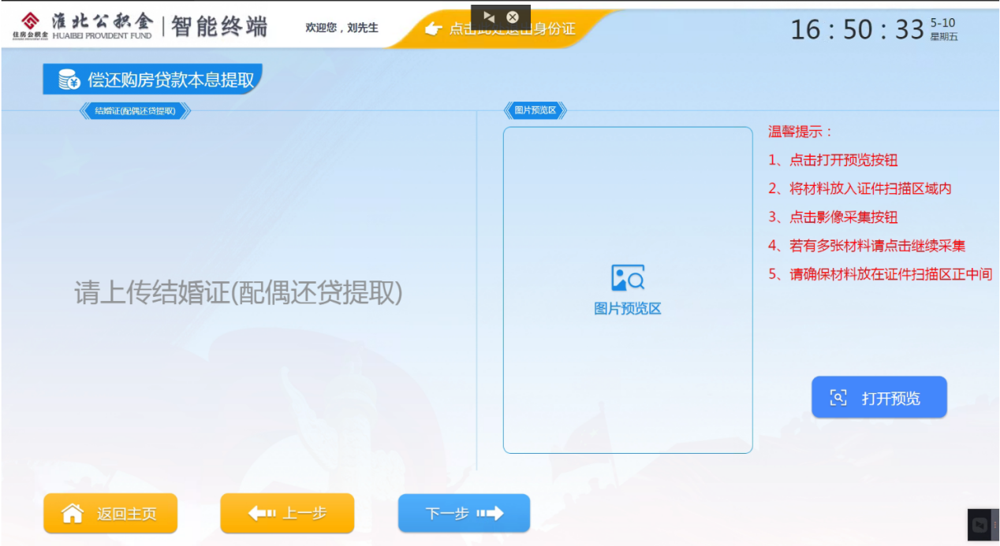 淮北公积金 智能终端
住房公积金 HUAIBEI PROVIDENT FUND
欢迎您，刘先生
点击此处退出身份证
16：50：33 5-10
星期五
偿还购房贷款本息提取
结婚证(配偶还贷提取)
图片预览区
温馨提示：
1、点击打开预览按钮
2、将材料放入证件扫描区域内
3、点击影像采集按钮
4、若有多张材料请点击继续采集
5、请确保材料放在证件扫描区正中间
请上传结婚证(配偶还贷提取)
图片预览区
打开预览
返回主页
上一步
下一步